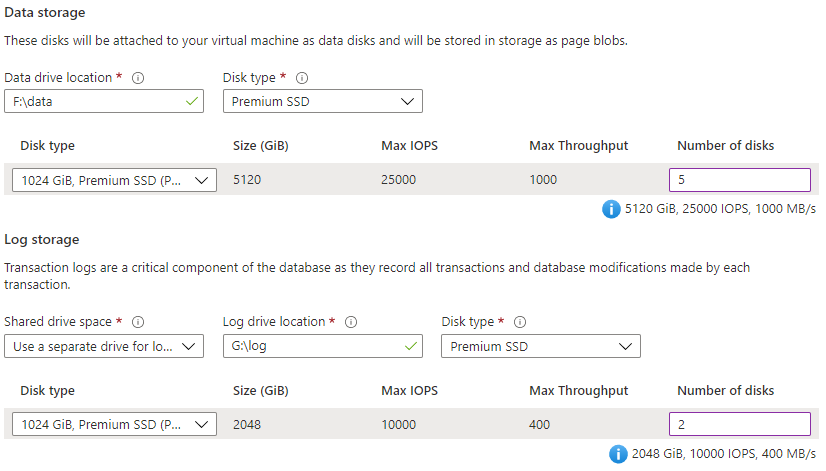 Data storage
These disks will be attached to your virtual machine as data disks and will be stored in storage as page blobs.
Data drive location * Disk type *
F:\data Premium SSD
Disk type Size (GiB) Max IOPS Max Throughput Number of disks
1024 GiB, Premium SSD (P... 5120 25000 1000 5
5120 GiB, 25000 IOPS, 1000 MB/s
Log storage
Transaction logs are a critical component of the database as they record all transactions and database modifications made by each
transaction.
Shared drive space * Log drive location * Disk type *
Use a separate drive for lo... G:\log Premium SSD
Disk type Size (GiB) Max IOPS Max Throughput Number of disks
1024 GiB, Premium SSD (P... 2048 10000 400 2
2048 GiB, 10000 IOPS, 400 MB/s